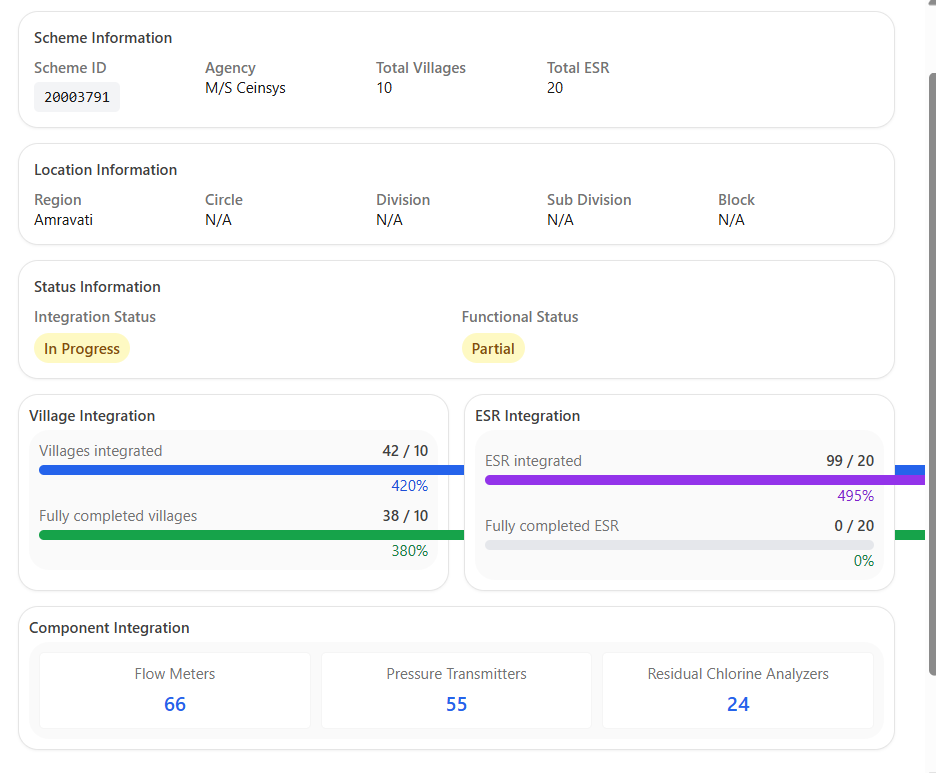 Scheme Information
Scheme ID Agency Total Villages Total ESR
20003791 M/S Ceinsys 10 20
Location Information
Region Circle Division Sub Division Block
Amravati N/A N/A N/A N/A
Status Information
Integration Status Functional Status
In Progress Partial
Village Integration
Villages integrated 42 / 10
420%
Fully completed villages 38 / 10
380%
ESR Integration
ESR integrated 99 / 20
495%
Fully completed ESR 0 / 20
0%
Component Integration
Flow Meters Pressure Transmitters Residual Chlorine Analyzers
66 55 24